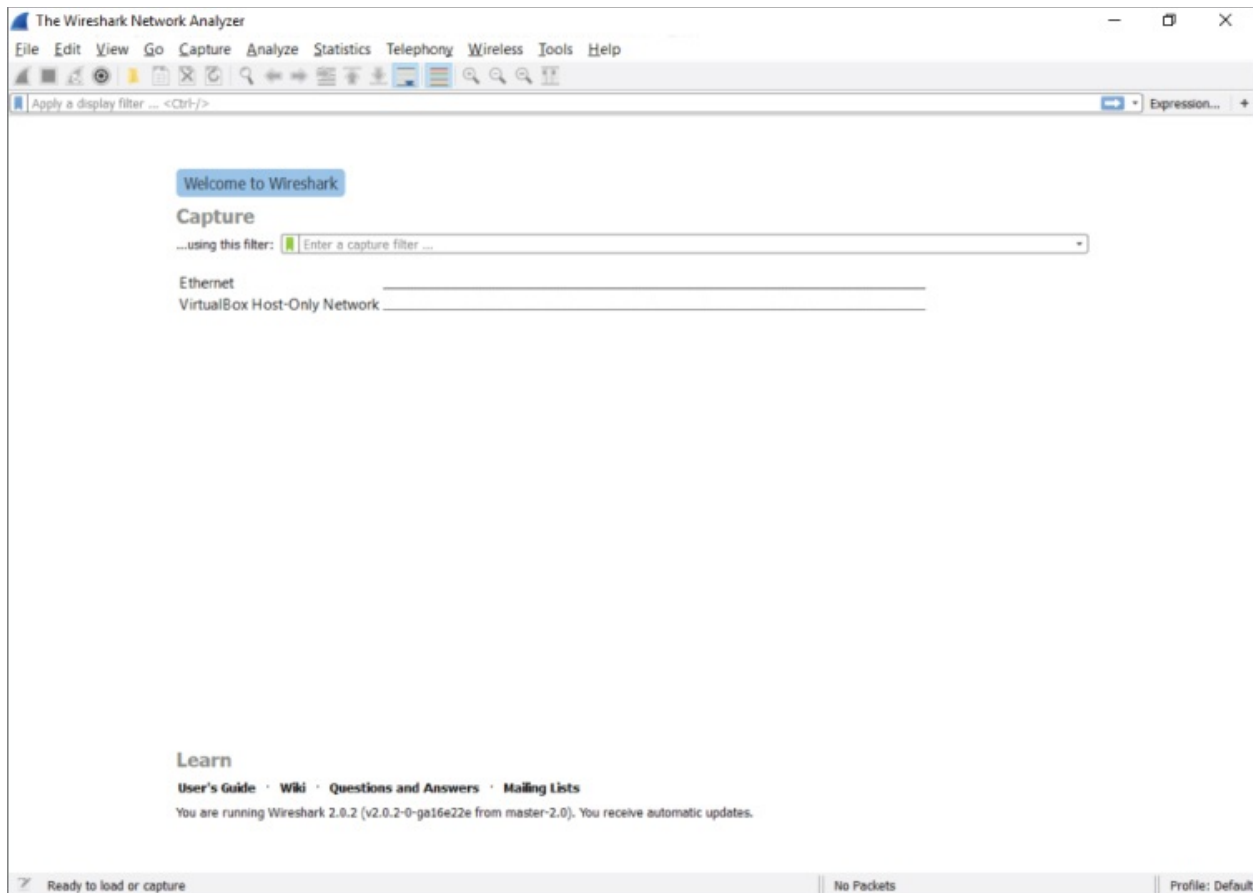 The Wireshark Network Analyzer
File Edit View Go Capture Analyze Statistics Telephony Wireless Tools Help
Apply a display filter ... <Ctrl-/> Expression... +
Welcome to Wireshark
Capture
...using this filter: Enter a capture filter ...
Ethernet
VirtualBox Host-Only Network
Learn
User's Guide · Wiki · Questions and Answers · Mailing Lists
You are running Wireshark 2.0.2 (v2.0.2-0-ga16e22e from master-2.0). You receive automatic updates.
Ready to load or capture No Packets Profile: Default